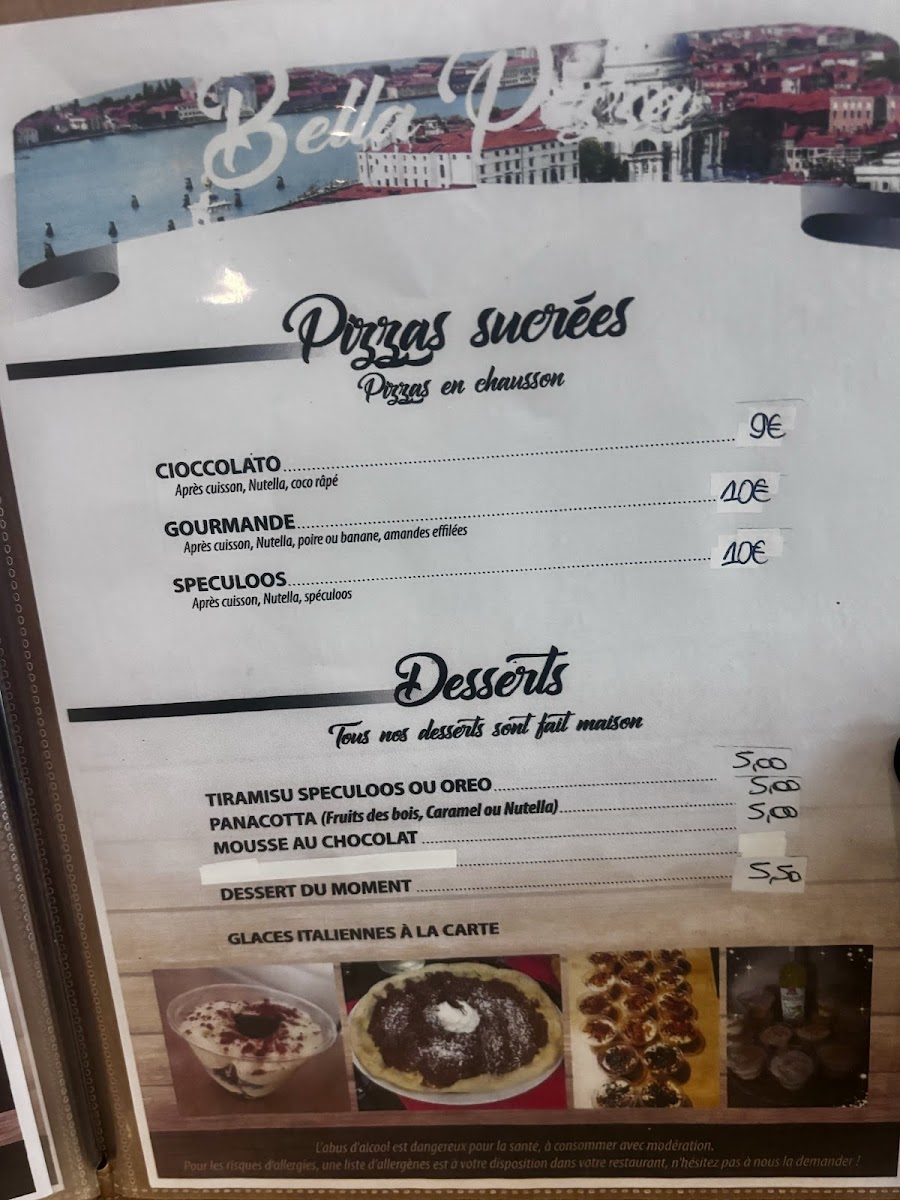 Bella Pizza
Pizzas sucrées
Pizzas en chausson
CIOCCOLATO 9€
Après cuisson, Nutella, coco râpé
GOURMANDE 10€
Après cuisson, Nutella, poire ou banane, amandes effilées
SPECULOOS 10€
Après cuisson, Nutella, spéculoos
Desserts
Tous nos desserts sont fait maison
TIRAMISU SPECULOOS OU OREO 5,00
PANACOTTA (Fruits des bois, Caramel ou Nutella) 5,00
MOUSSE AU CHOCOLAT 5,00
DESSERT DU MOMENT 5,50
GLACES ITALIENNES À LA CARTE
L'abus d'alcool est dangereux pour la santé, à consommer avec modération.
Pour les risques d'allergies, une liste d'allergènes est à votre disposition dans votre restaurant, n'hésitez pas à nous la demander !